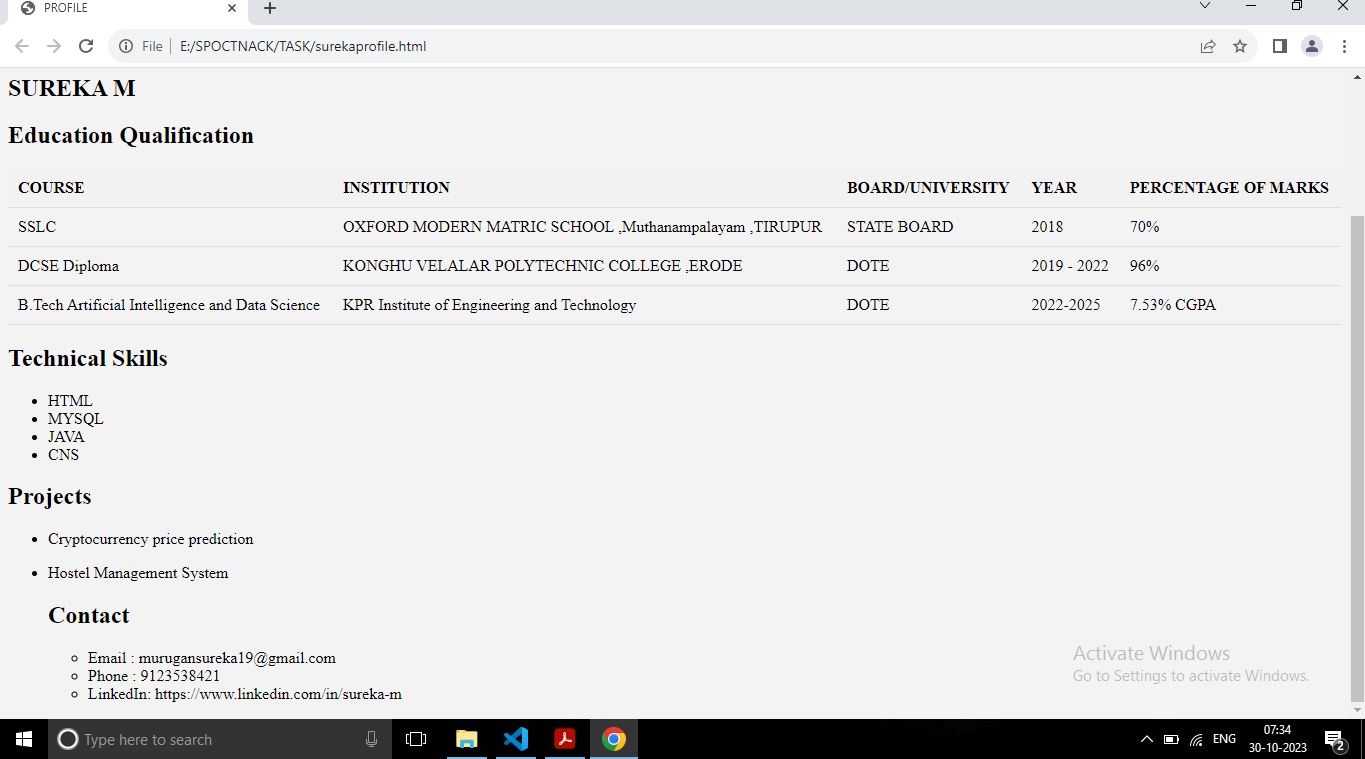 PROFILE
File | E:/SPOCTNACK/TASK/surekaprofile.html
SUREKA M
Education Qualification
COURSE INSTITUTION BOARD/UNIVERSITY YEAR PERCENTAGE OF MARKS
SSLC OXFORD MODERN MATRIC SCHOOL ,Muthanampalayam ,TIRUPUR STATE BOARD 2018 70%
DCSE Diploma KONGHU VELALAR POLYTECHNIC COLLEGE ,ERODE DOTE 2019 - 2022 96%
B.Tech Artificial Intelligence and Data Science KPR Institute of Engineering and Technology DOTE 2022-2025 7.53% CGPA
Technical Skills
HTML
MYSQL
JAVA
CNS
Projects
Cryptocurrency price prediction
Hostel Management System
Contact
Email : murugansureka19@gmail.com
Phone : 9123538421
LinkedIn: https://www.linkedin.com/in/sureka-m
Activate Windows
Go to Settings to activate Windows.
Type here to search
ENG
07:34
30-10-2023
2